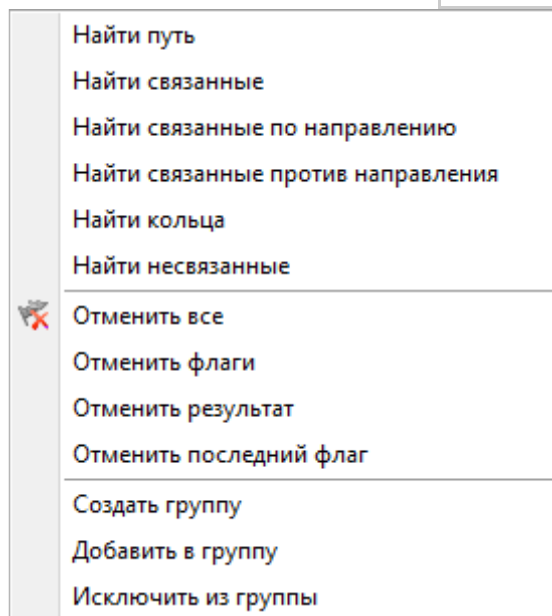 Найти путь
Найти связанные
Найти связанные по направлению
Найти связанные против направления
Найти кольца
Найти несвязанные
Отменить все
Отменить флаги
Отменить результат
Отменить последний флаг
Создать группу
Добавить в группу
Исключить из группы